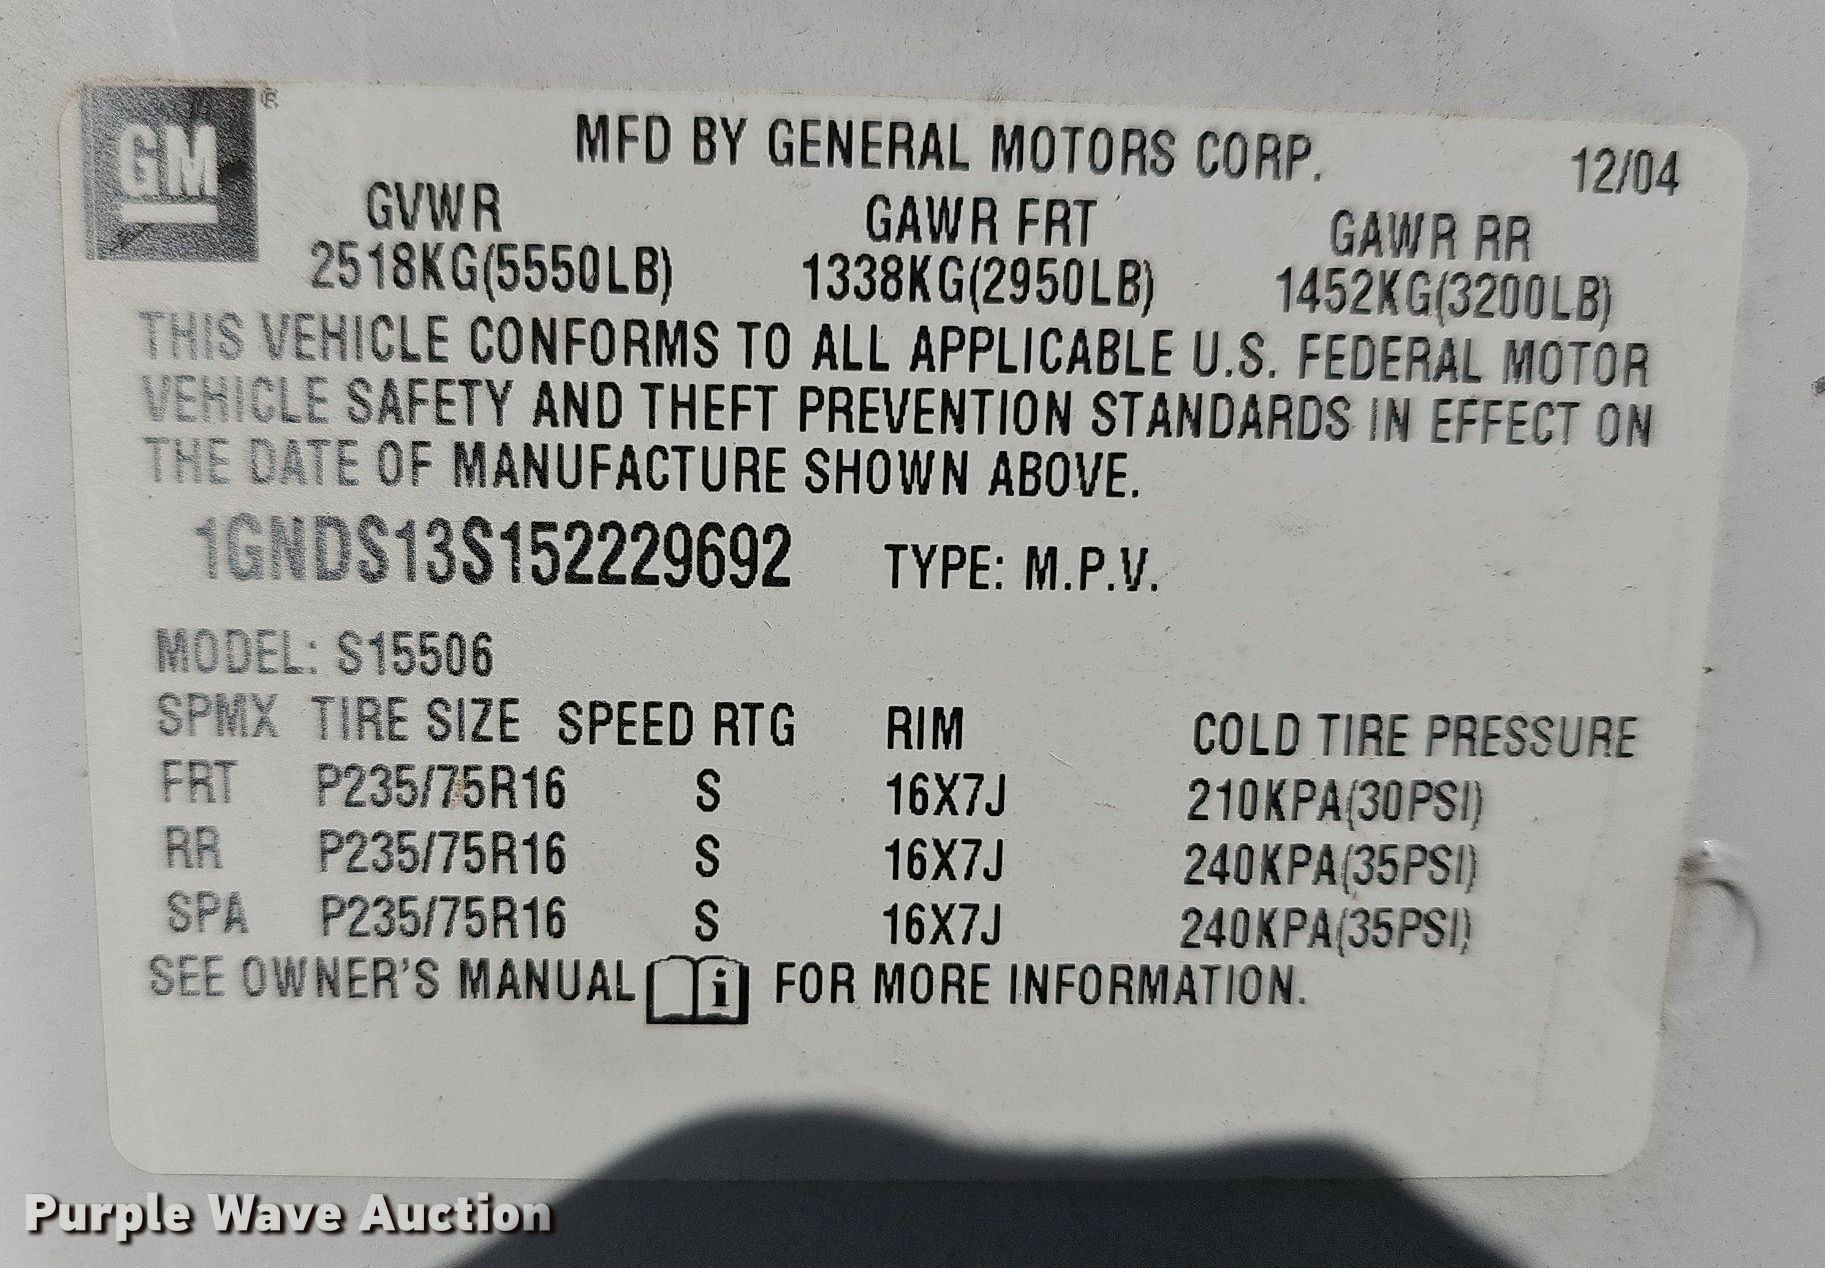 GM ®
MFD BY GENERAL MOTORS CORP. 12/04
GVWR GAWR FRT GAWR RR
2518KG(5550LB) 1338KG(2950LB) 1452KG(3200LB)
THIS VEHICLE CONFORMS TO ALL APPLICABLE U.S. FEDERAL MOTOR
VEHICLE SAFETY AND THEFT PREVENTION STANDARDS IN EFFECT ON
THE DATE OF MANUFACTURE SHOWN ABOVE.
1GNDS13S152229692 TYPE: M.P.V.
MODEL: S15506
SPMX TIRE SIZE SPEED RTG RIM COLD TIRE PRESSURE
FRT P235/75R16 S 16X7J 210KPA(30PSI)
RR P235/75R16 S 16X7J 240KPA(35PSI)
SPA P235/75R16 S 16X7J 240KPA(35PSI)
SEE OWNER'S MANUAL i FOR MORE INFORMATION.
Purple Wave Auction